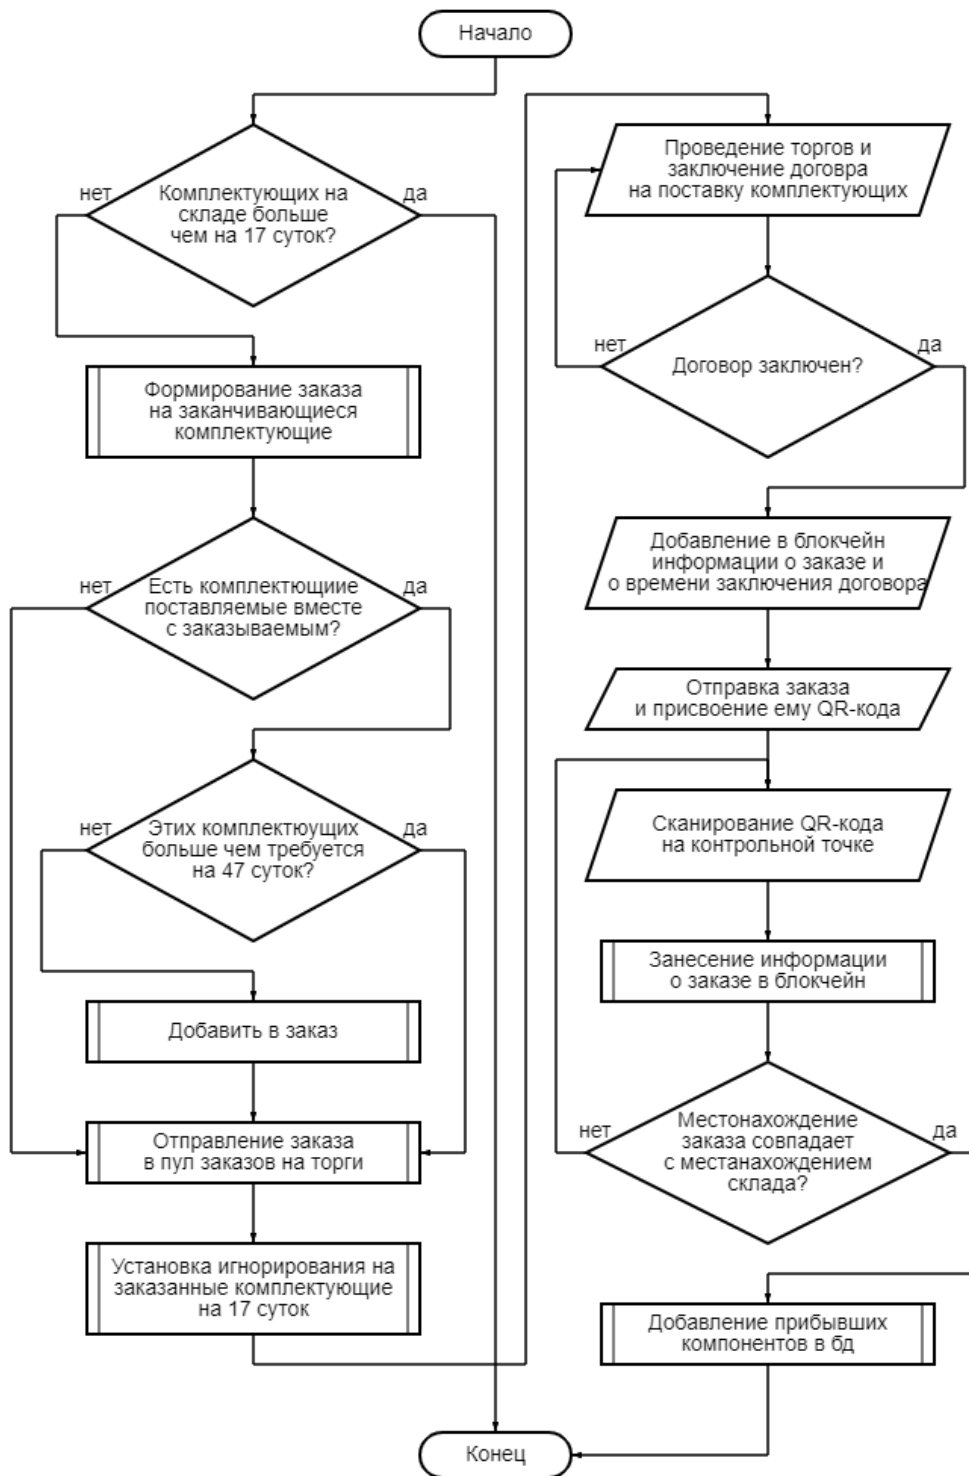 Начало
нет
Комплектующих на
складе больше
чем на 17 суток?
да
Формирование заказа
на заканчивающиеся
комплектующие
нет
Есть комплектющиие
поставляемые вместе
с заказываемым?
да
нет
Этих комплектюущих
больше чем требуется
на 47 суток?
да
Добавить в заказ
Отправление заказа
в пул заказов на торги
Установка игнорирования на
заказанные комплектующие
на 17 суток
Проведение торгов и
заключение договра
на поставку комплектующих
нет
Договор заключен?
да
Добавление в блокчейн
информации о заказе и
о времени заключения договора
Отправка заказа
и присвоение ему QR-кода
Сканирование QR-кода
на контрольной точке
Занесение информации
о заказе в блокчейн
нет
Местонахождение
заказа совпадает
с местанахождением
склада?
да
Добавление прибывших
компонентов в бд
Конец